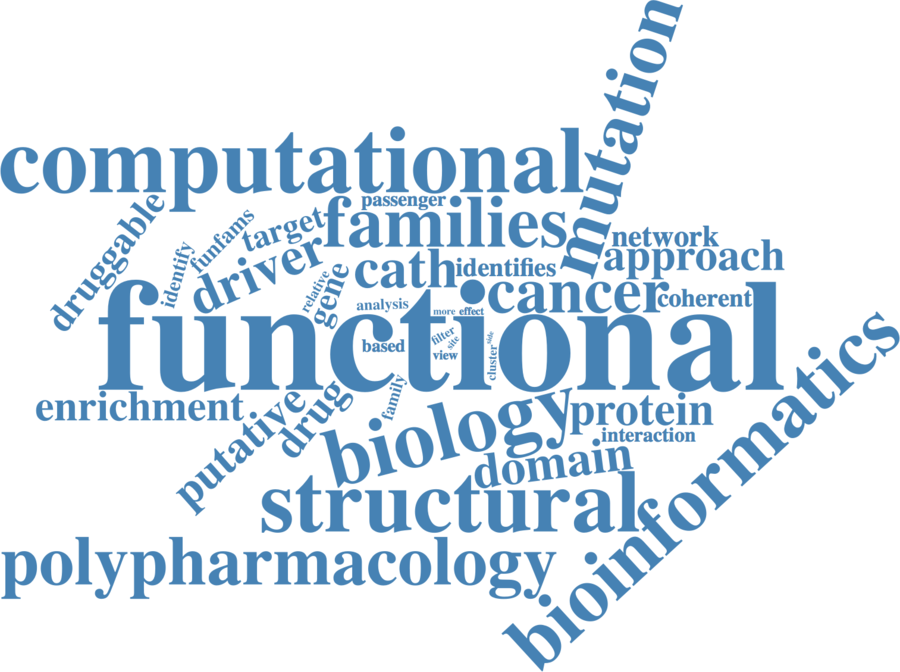 mutation
computational
passenger
families
druggable
funfams
target
identify
driver
network
approach
cath
identifies
relative
gene
cancer
coherent
analysis
functional
more
effect
filter
site
side
based
view
cluster
family
enrichment
putative
drug
biology
protein
interaction
domain
structural
bioinformatics
polypharmacology